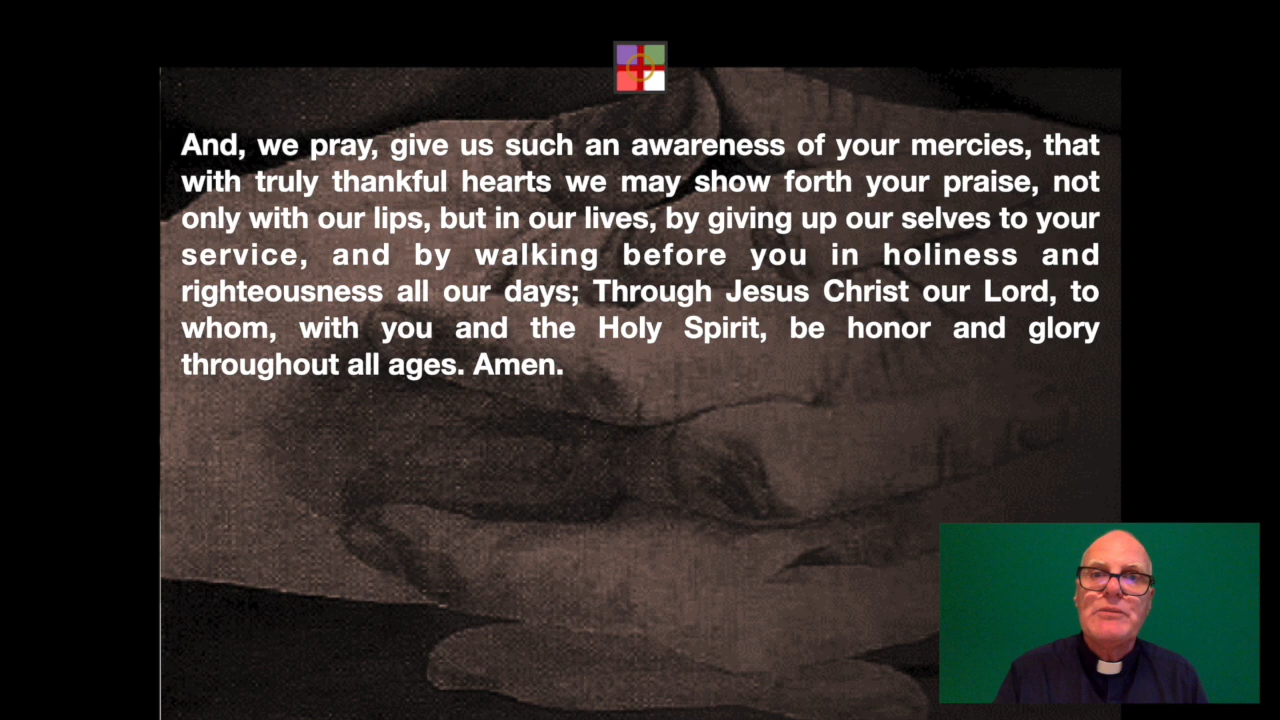 And, we pray, give us such an awareness of your mercies, that
with truly thankful hearts we may show forth your praise, not
only with our lips, but in our lives, by giving up our selves to your
service, and by walking before you in holiness and
righteousness all our days; Through Jesus Christ our Lord, to
whom, with you and the Holy Spirit, be honor and glory
throughout all ages. Amen.